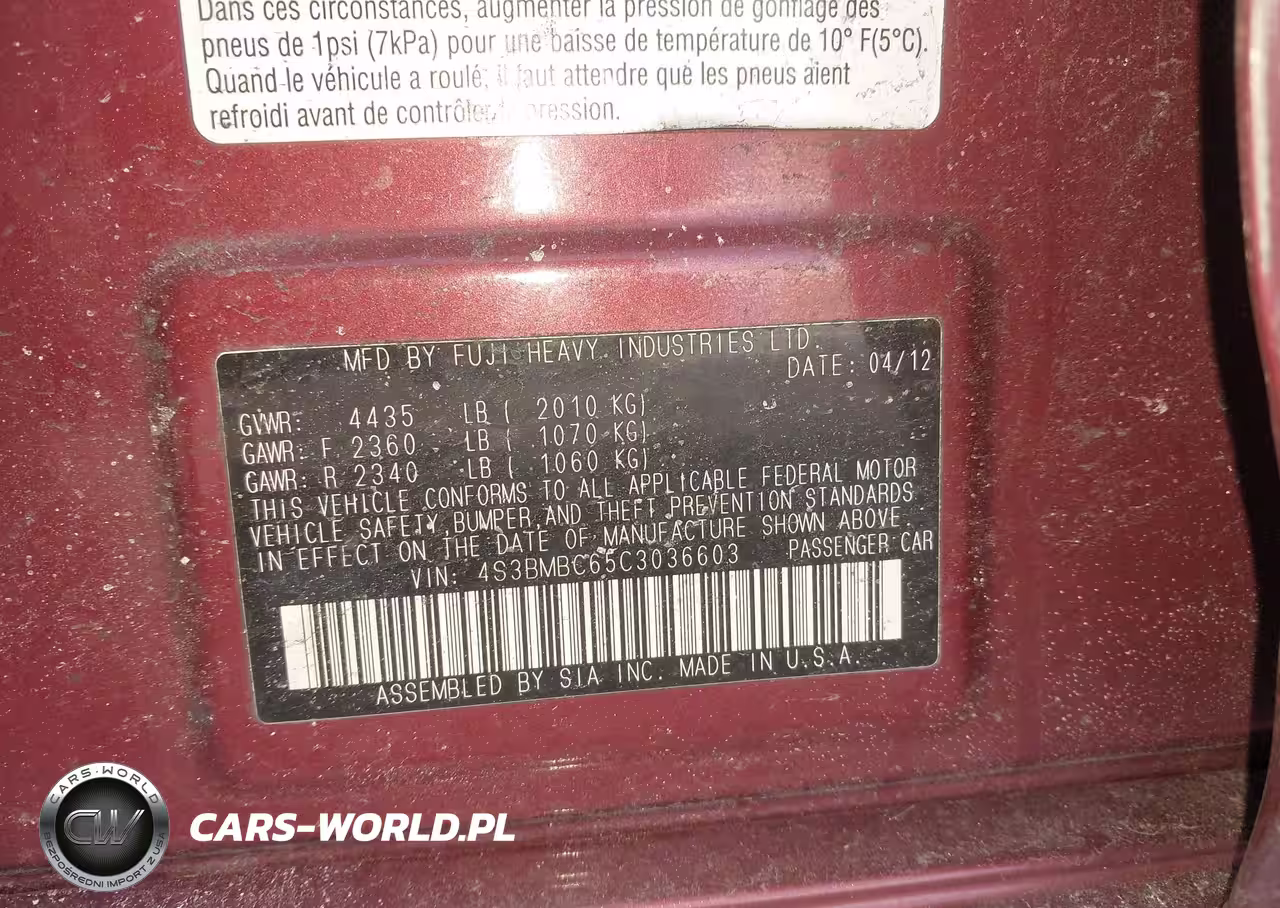 Dans ces circonstances, augmenter la pression de gonflage des
pneus de 1psi (7kPa) pour une baisse de température de 10° F(5°C).
Quand le véhicule a roulé, il faut attendre que les pneus aient
refroidi avant de contrôler pression.
MFD BY FUJI HEAVY INDUSTRIES LTD.
DATE: 04/12
GVWR: 4435 LB ( 2010 KG)
GAWR: F 2360 LB ( 1070 KG)
GAWR: R 2340 LB ( 1060 KG)
THIS VEHICLE CONFORMS TO ALL APPLICABLE FEDERAL MOTOR
VEHICLE SAFETY, BUMPER, AND THEFT PREVENTION STANDARDS
IN EFFECT ON THE DATE OF MANUFACTURE SHOWN ABOVE.
VIN: 4S3BMBC65C3036603 PASSENGER CAR
ASSEMBLED BY SIA INC. MADE IN U.S.A.
CARS-WORLD
CW
BEZPOŚREDNI IMPORT Z USA
CARS-WORLD.PL